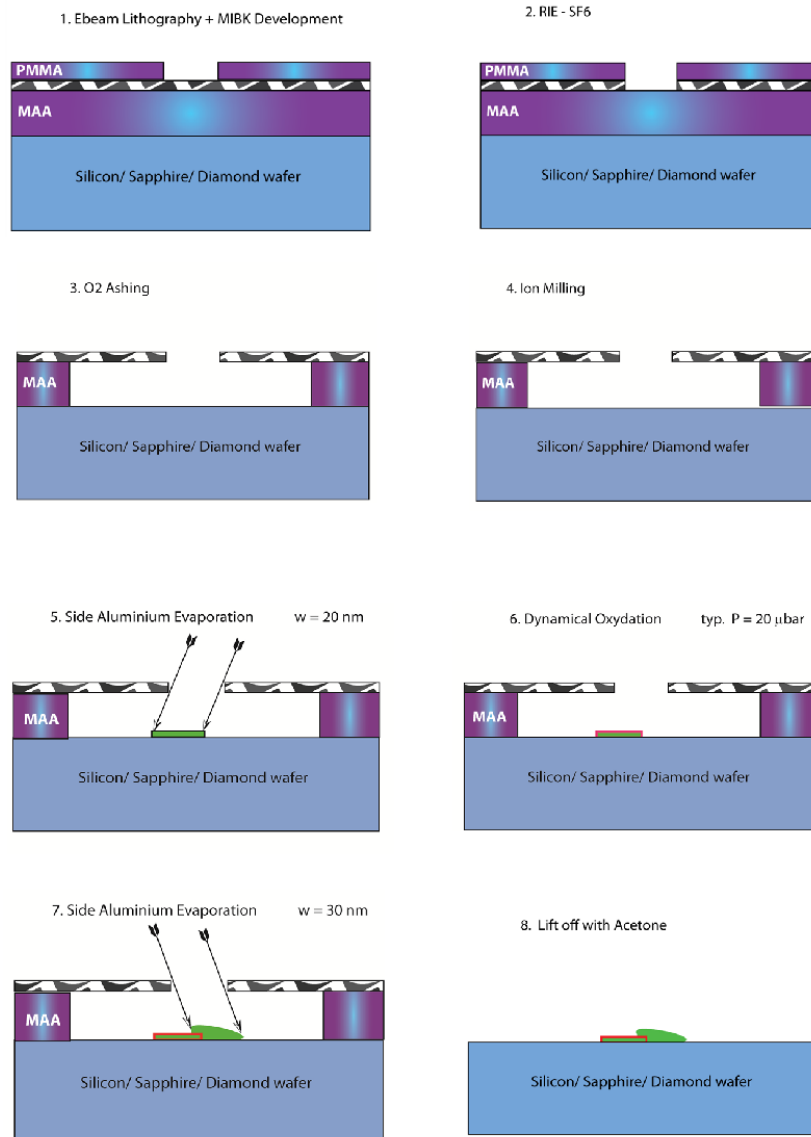 1. Ebeam Lithography + MIBK Development
2. RIE - SF6
PMMA
MAA
Silicon/ Sapphire/ Diamond wafer
PMMA
MAA
Silicon/ Sapphire/ Diamond wafer
3. O2 Ashing
4. Ion Milling
MAA
Silicon/ Sapphire/ Diamond wafer
MAA
Silicon/ Sapphire/ Diamond wafer
5. Side Aluminium Evaporation w = 20 nm
6. Dynamical Oxydation typ. P = 20 µbar
MAA
Silicon/ Sapphire/ Diamond wafer
MAA
Silicon/ Sapphire/ Diamond wafer
7. Side Aluminium Evaporation w = 30 nm
8. Lift off with Acetone
MAA
Silicon/ Sapphire/ Diamond wafer
Silicon/ Sapphire/ Diamond wafer